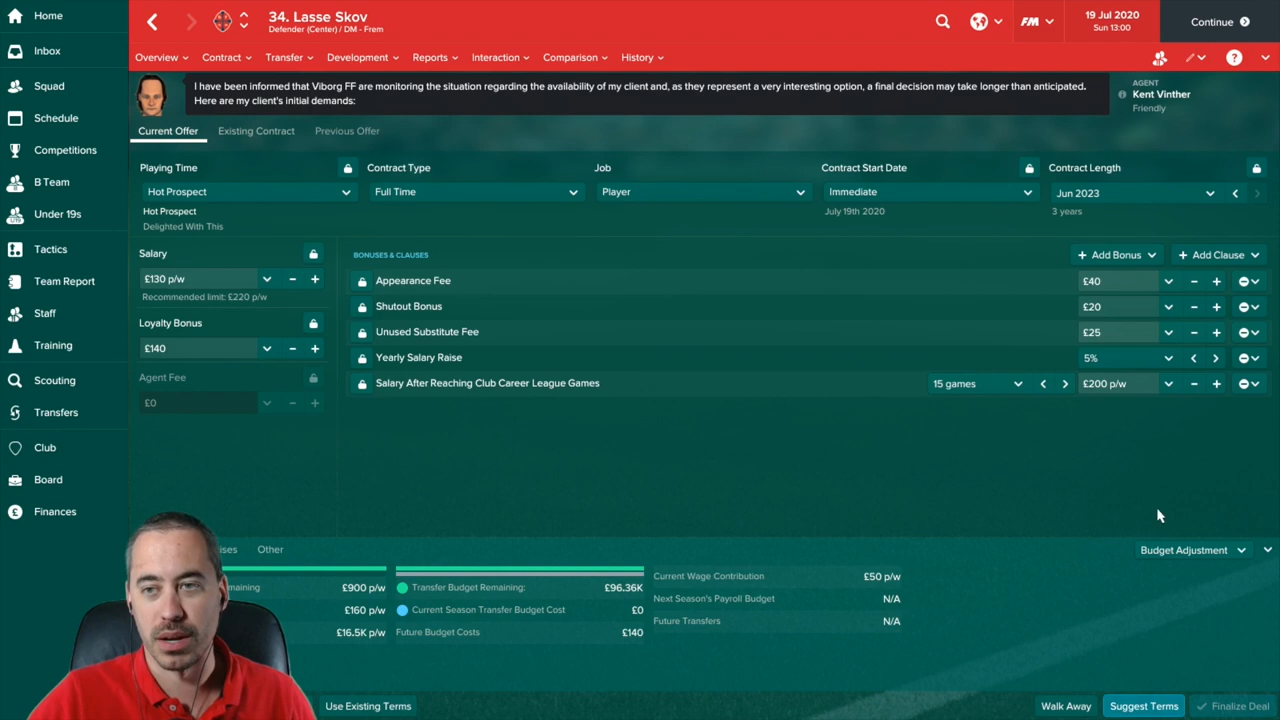 Home
34. Lasse Skov
Defender (Center) / DM - Frem
FM
19 Jul 2020
Sun 13:00
Continue
Inbox
Overview
Contract
Transfer
Development
Reports
Interaction
Comparison
History
Squad
I have been informed that Viborg FF are monitoring the situation regarding the availability of my client and, as they represent a very interesting option, a final decision may take longer than anticipated.
Here are my client's initial demands:
AGENT
Kent Vinther
Friendly
Schedule
Current Offer
Existing Contract
Previous Offer
Competitions
Playing Time
Contract Type
Job
Contract Start Date
Contract Length
B Team
Hot Prospect
Full Time
Player
Immediate
Jun 2023
Under 19s
Hot Prospect
July 19th 2020
3 years
Delighted With This
Tactics
Salary
BONUSES & CLAUSES
+ Add Bonus
+ Add Clause
Team Report
£130 p/w
Appearance Fee
£40
Recommended limit: £220 p/w
Staff
Shutout Bonus
£20
Loyalty Bonus
Unused Substitute Fee
£25
Training
£140
Yearly Salary Raise
5%
Scouting
Agent Fee
Salary After Reaching Club Career League Games
15 games
£200 p/w
Transfers
£0
Club
Board
Finances
ises
Other
Budget Adjustment
maining
£900 p/w
Transfer Budget Remaining:
£96.36K
Current Wage Contribution
£50 p/w
£160 p/w
Current Season Transfer Budget Cost
£0
Next Season's Payroll Budget
N/A
£16.5K p/w
Future Budget Costs
£140
Future Transfers
N/A
Use Existing Terms
Walk Away
Suggest Terms
Finalize Deal